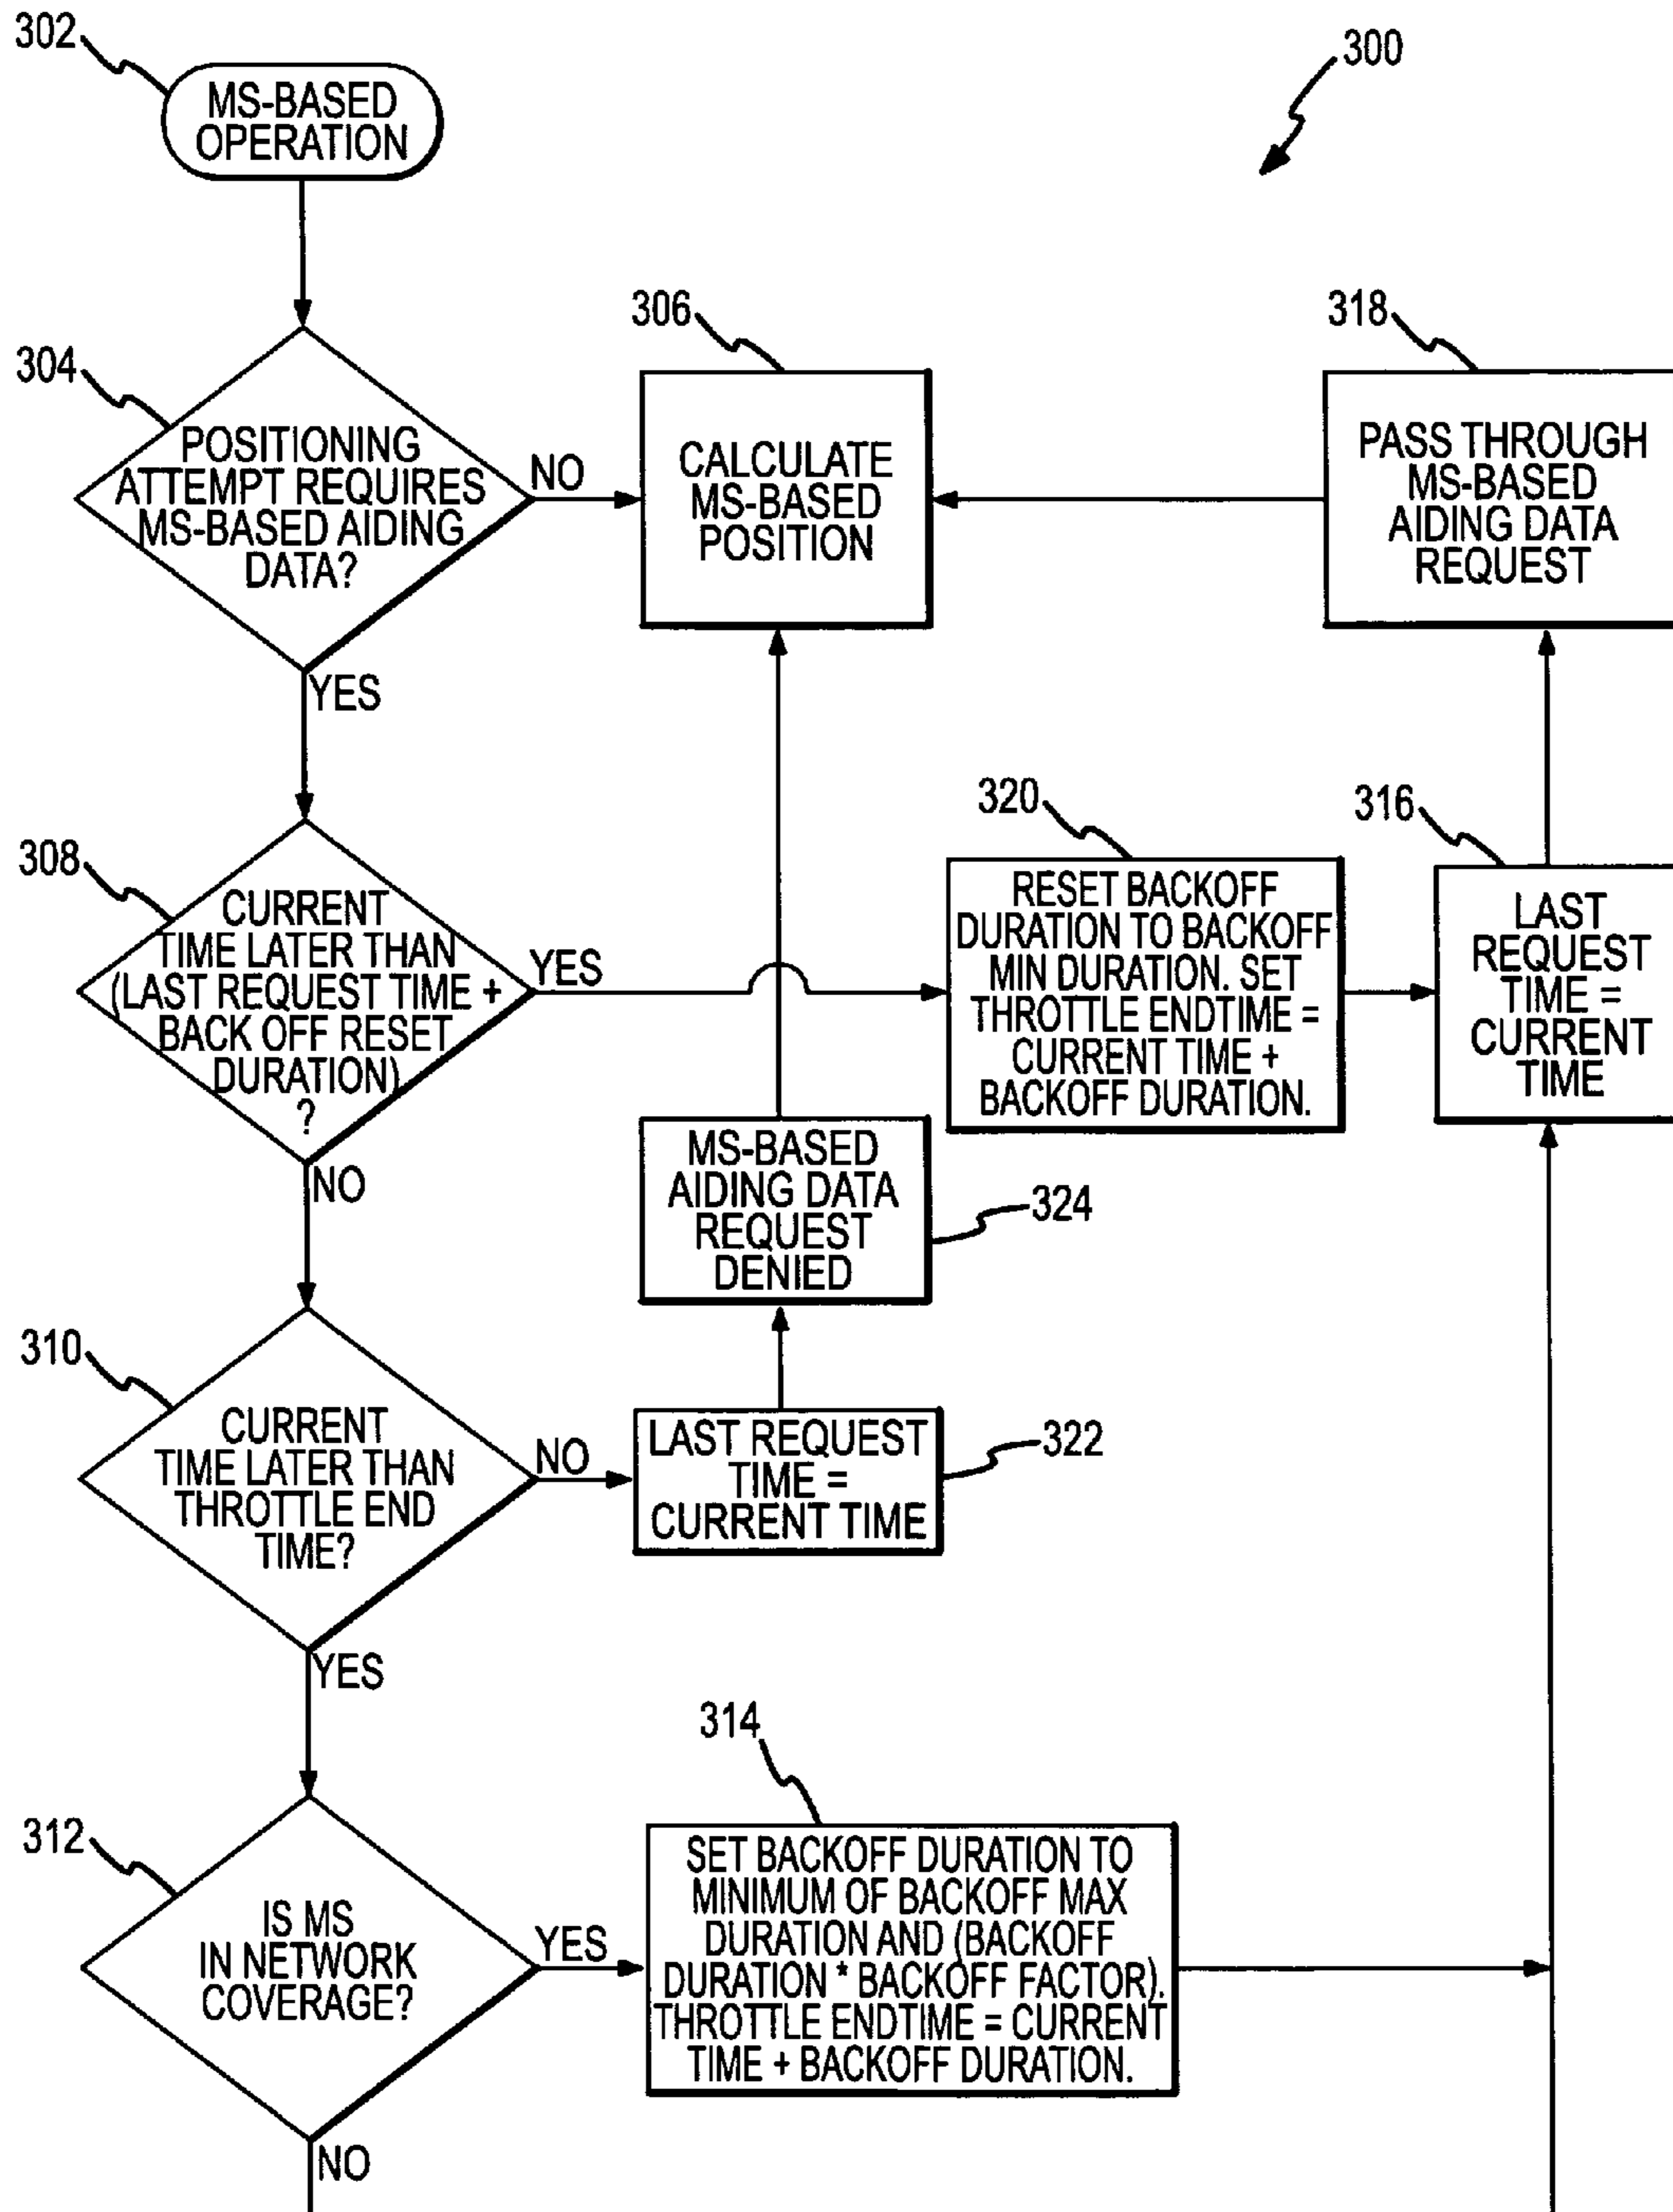 302
MS-BASED
OPERATION
300
304
POSITIONING
ATTEMPT REQUIRES
MS-BASED AIDING
DATA?
NO
YES
306
CALCULATE
MS-BASED
POSITION
318
PASS THROUGH
MS-BASED
AIDING DATA
REQUEST
308
CURRENT
TIME LATER THAN
(LAST REQUEST TIME +
BACK OFF RESET
DURATION)
?
YES
NO
320
RESET BACKOFF
DURATION TO BACKOFF
MIN DURATION. SET
THROTTLE ENDTIME =
CURRENT TIME +
BACKOFF DURATION.
316
LAST
REQUEST
TIME =
CURRENT
TIME
MS-BASED
AIDING DATA
REQUEST
DENIED
324
310
CURRENT
TIME LATER THAN
THROTTLE END
TIME?
NO
YES
LAST REQUEST
TIME =
CURRENT TIME
322
312
IS MS
IN NETWORK
COVERAGE?
YES
NO
314
SET BACKOFF DURATION TO
MINIMUM OF BACKOFF MAX
DURATION AND (BACKOFF
DURATION * BACKOFF FACTOR).
THROTTLE ENDTIME = CURRENT
TIME + BACKOFF DURATION.